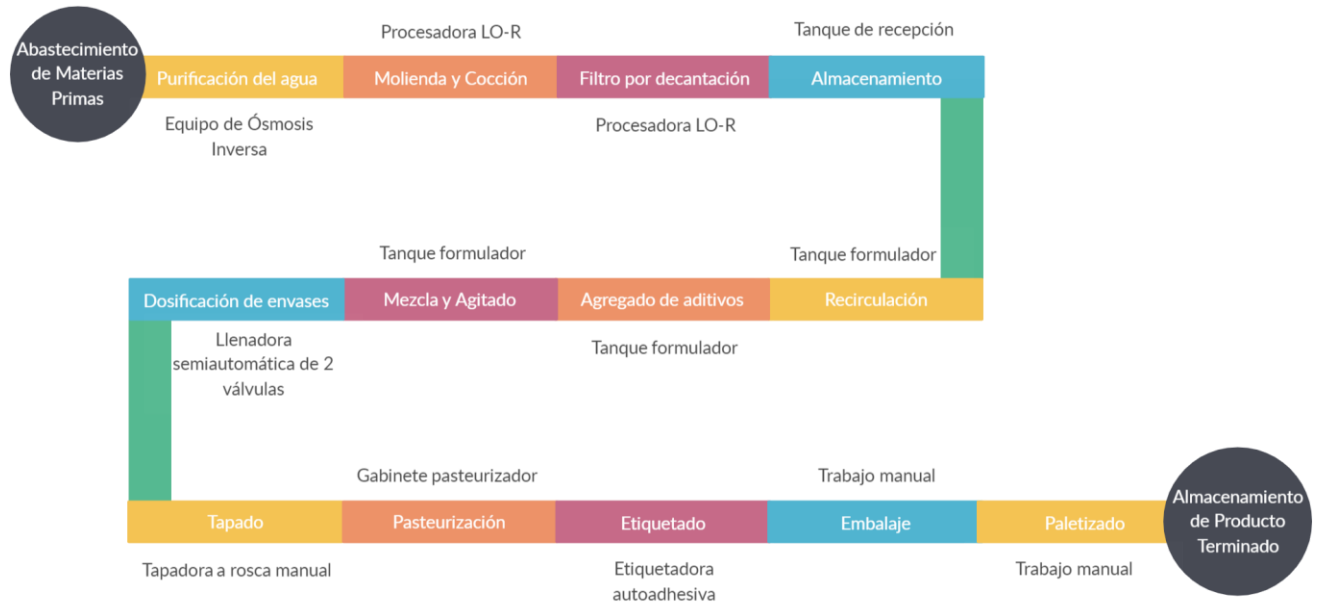 Abastecimiento
de Materias
Primas
Procesadora LO-R
Tanque de recepción
Purificación del agua
Molienda y Cocción
Filtro por decantación
Almacenamiento
Equipo de Ósmosis
Inversa
Procesadora LO-R
Tanque formulador
Tanque formulador
Dosificación de envases
Mezcla y Agitado
Agregado de aditivos
Recirculación
Llenadora
semiautomática de 2
válvulas
Tanque formulador
Gabinete pasteurizador
Trabajo manual
Tapado
Pasteurización
Etiquetado
Embalaje
Paletizado
Almacenamiento
de Producto
Terminado
Tapadora a rosca manual
Etiquetadora
autoadhesiva
Trabajo manual